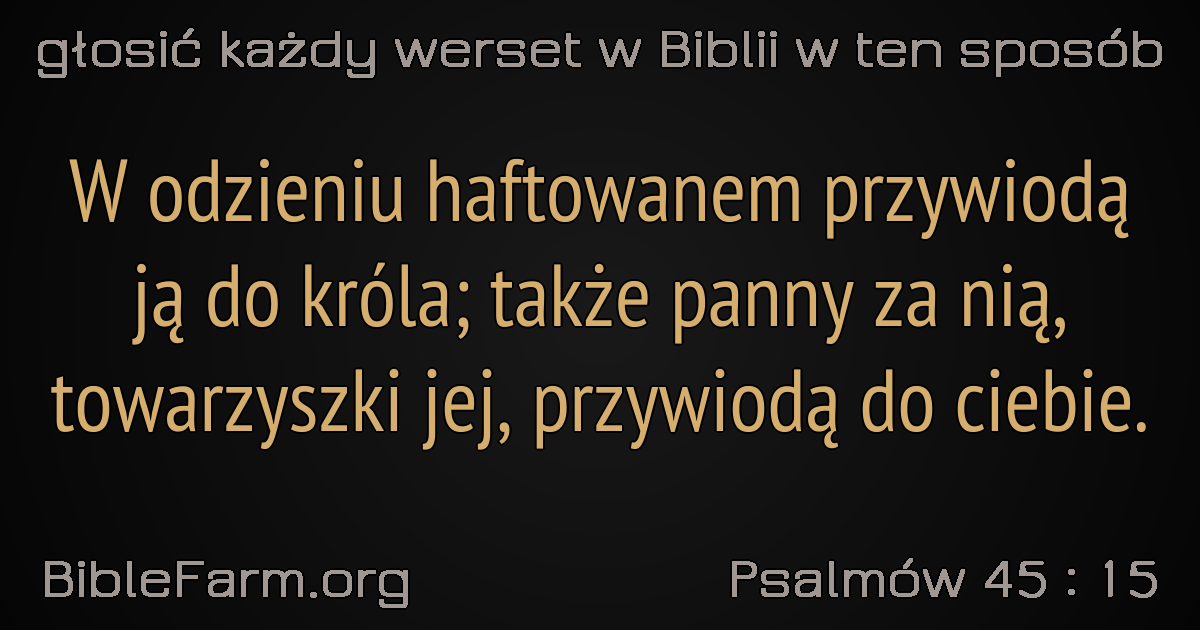 głosić każdy werset w Biblii w ten sposób
W odzieniu haftowanem przywiodą
ją do króla; także panny za nią,
towarzyszki jej, przywiodą do ciebie.
BibleFarm.org
Psalmów 45 : 15